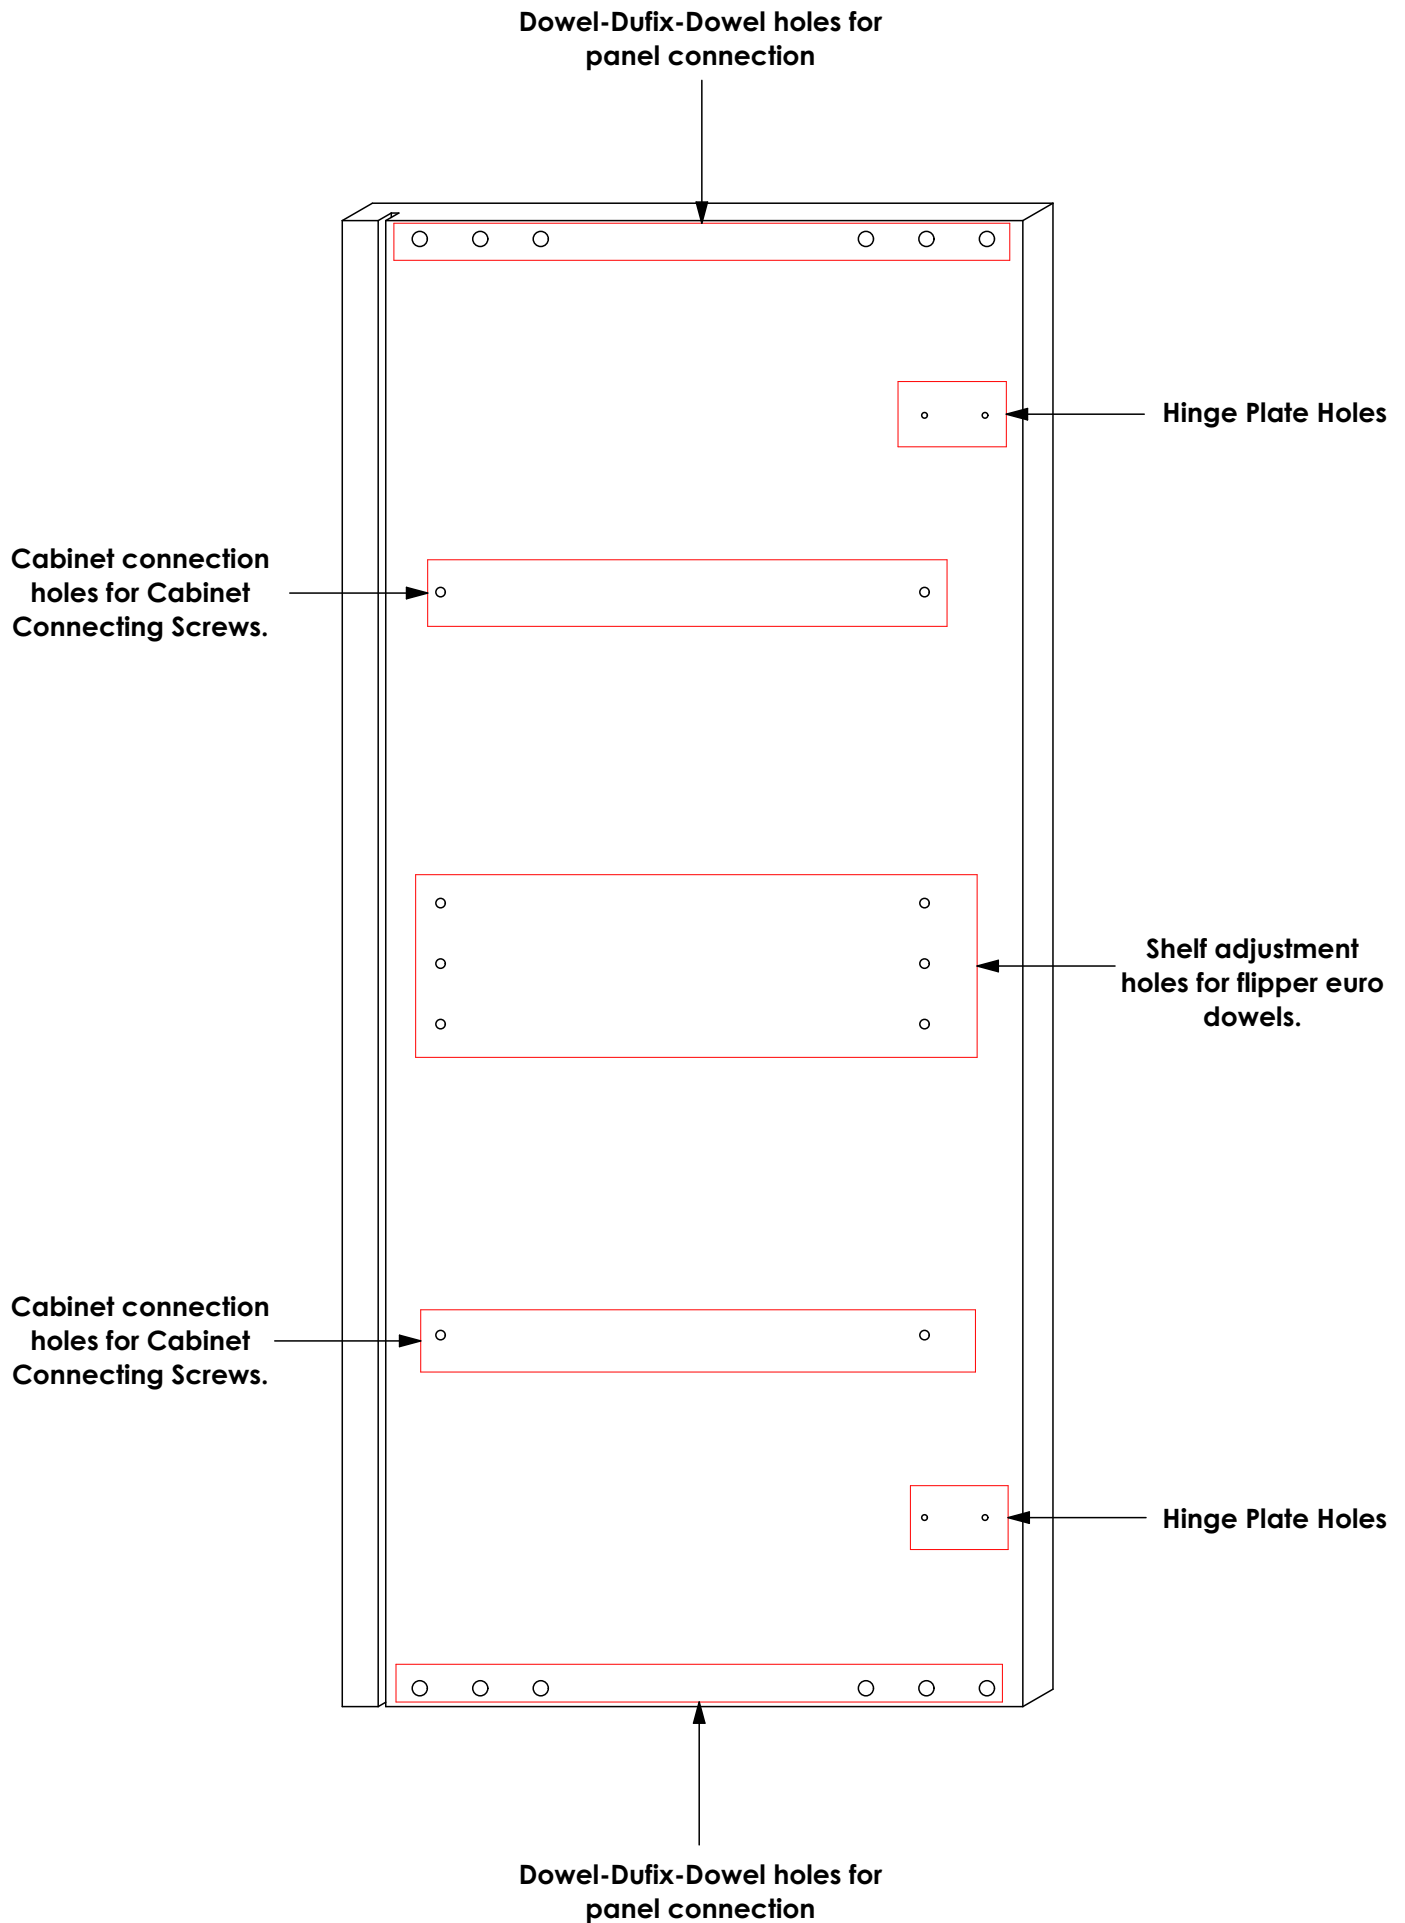 Dowel-Dufix-Dowel holes for
panel connection
Hinge Plate Holes
Cabinet connection
holes for Cabinet
Connecting Screws.
Shelf adjustment
holes for flipper euro
dowels.
Cabinet connection
holes for Cabinet
Connecting Screws.
Hinge Plate Holes
Dowel-Dufix-Dowel holes for
panel connection